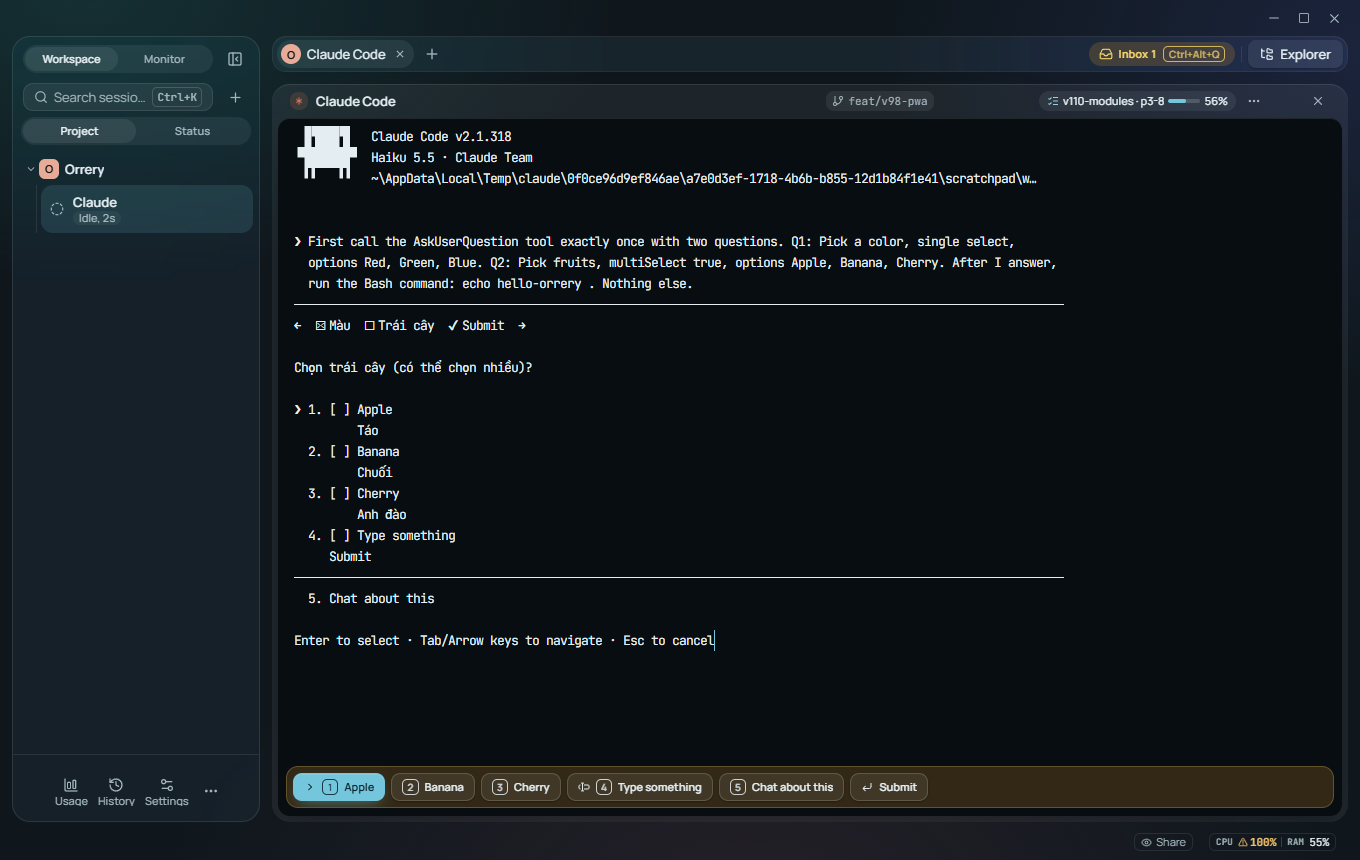 Workspace
Monitor
Search sessio... Ctrl+K
Project
Status
O Orrery
Claude
Idle, 2s
Usage
History
Settings
O Claude Code
Inbox 1 Ctrl+Alt+Q
Explorer
Claude Code
feat/v98-pwa
v110-modules · p3-8 56%
Claude Code v2.1.318
Haiku 5.5 · Claude Team
~\AppData\Local\Temp\claude\0f0ce96d9ef846ae\a7e0d3ef-1718-4b6b-b855-12d1b84f1e41\scratchpad\w…
❯ First call the AskUserQuestion tool exactly once with two questions. Q1: Pick a color, single select,
options Red, Green, Blue. Q2: Pick fruits, multiSelect true, options Apple, Banana, Cherry. After I answer,
run the Bash command: echo hello-orrery . Nothing else.
← ☒ Màu ☐ Trái cây ✓ Submit →
Chọn trái cây (có thể chọn nhiều)?
❯ 1. [ ] Apple
Táo
2. [ ] Banana
Chuối
3. [ ] Cherry
Anh đào
4. [ ] Type something
Submit
5. Chat about this
Enter to select · Tab/Arrow keys to navigate · Esc to cancel
1 Apple
2 Banana
3 Cherry
4 Type something
5 Chat about this
Submit
Share
CPU 100% RAM 55%